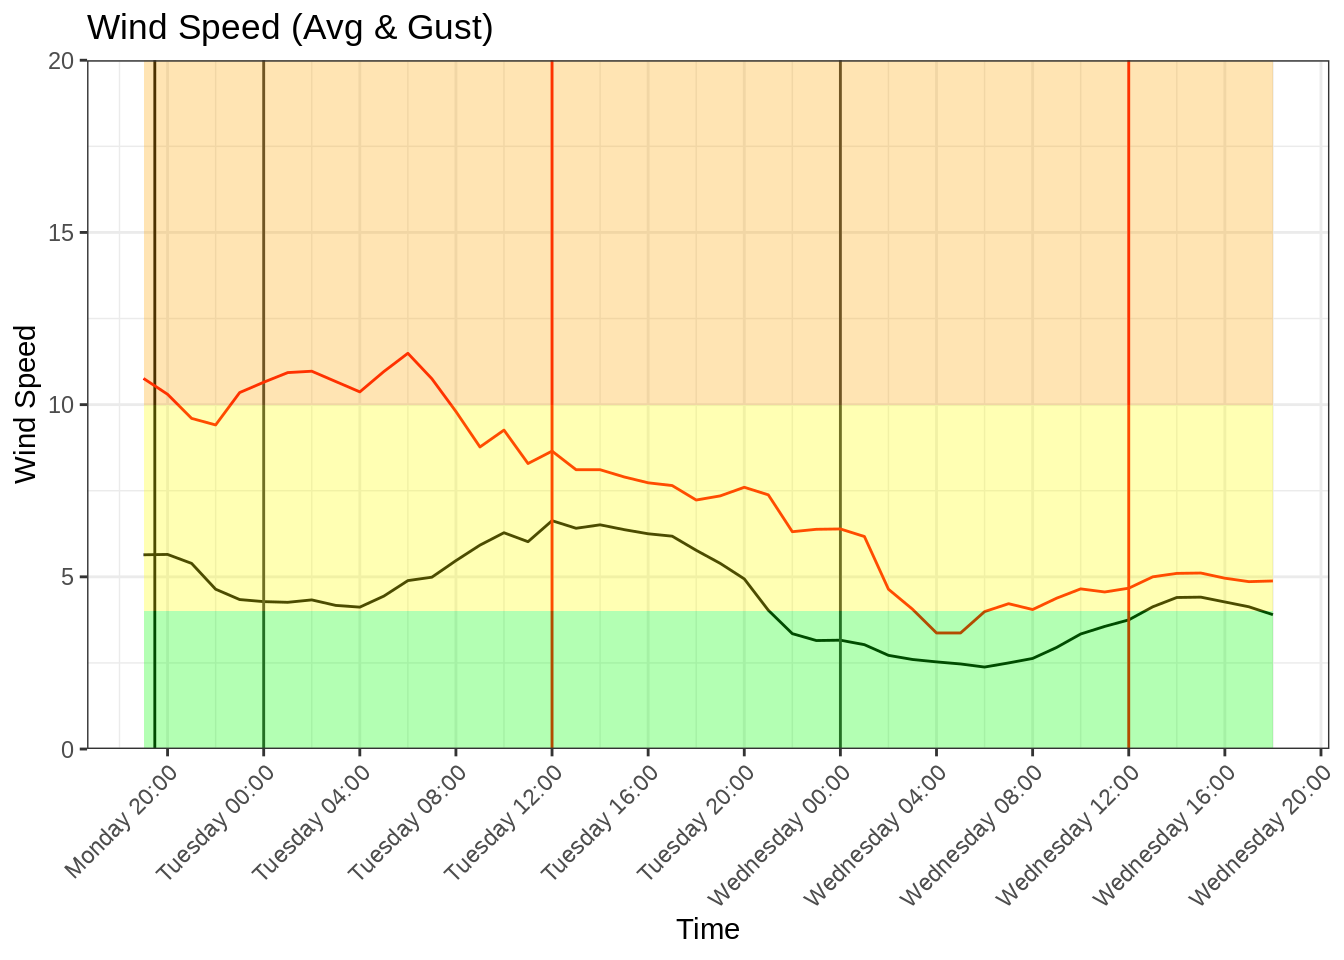 Wind Speed (Avg & Gust)
20
15
10
5
0
Wind Speed
Monday 20:00
Tuesday 00:00
Tuesday 04:00
Tuesday 08:00
Tuesday 12:00
Tuesday 16:00
Tuesday 20:00
Wednesday 00:00
Wednesday 04:00
Wednesday 08:00
Wednesday 12:00
Wednesday 16:00
Wednesday 20:00
Time